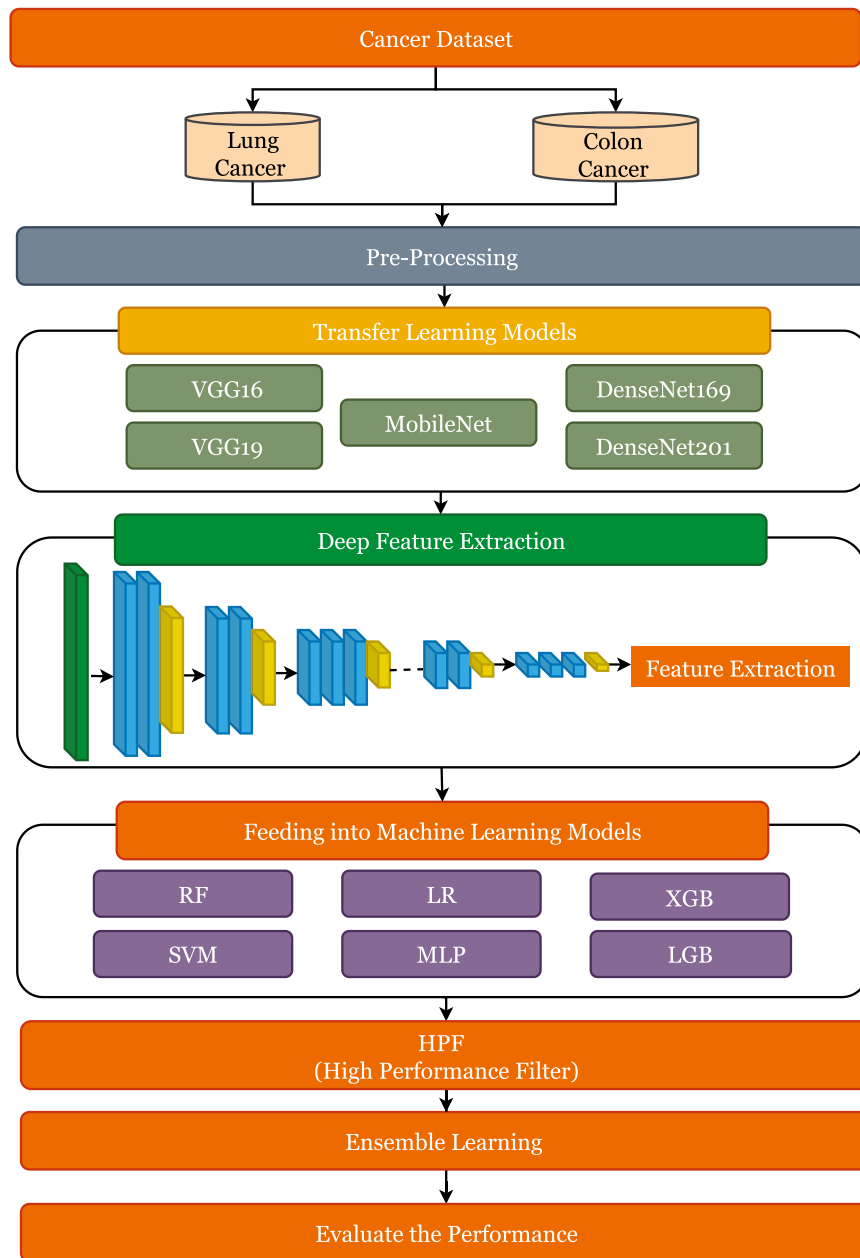 Cancer Dataset
Lung
Cancer
Colon
Cancer
Pre-Processing
Transfer Learning Models
VGG16
VGG19
MobileNet
DenseNet169
DenseNet201
Deep Feature Extraction
Feature Extraction
Feeding into Machine Learning Models
RF
LR
XGB
SVM
MLP
LGB
HPF
(High Performance Filter)
Ensemble Learning
Evaluate the Performance